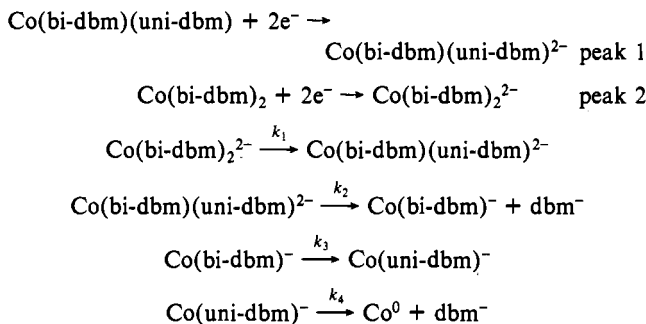 Co(bi-dbm)(uni-dbm) + 2e⁻ →
Co(bi-dbm)(uni-dbm)²⁻ peak 1
Co(bi-dbm)₂ + 2e⁻ → Co(bi-dbm)₂²⁻ peak 2
Co(bi-dbm)₂²⁻ —k₁→ Co(bi-dbm)(uni-dbm)²⁻
Co(bi-dbm)(uni-dbm)²⁻ —k₂→ Co(bi-dbm)⁻ + dbm⁻
Co(bi-dbm)⁻ —k₃→ Co(uni-dbm)⁻
Co(uni-dbm)⁻ —k₄→ Co⁰ + dbm⁻